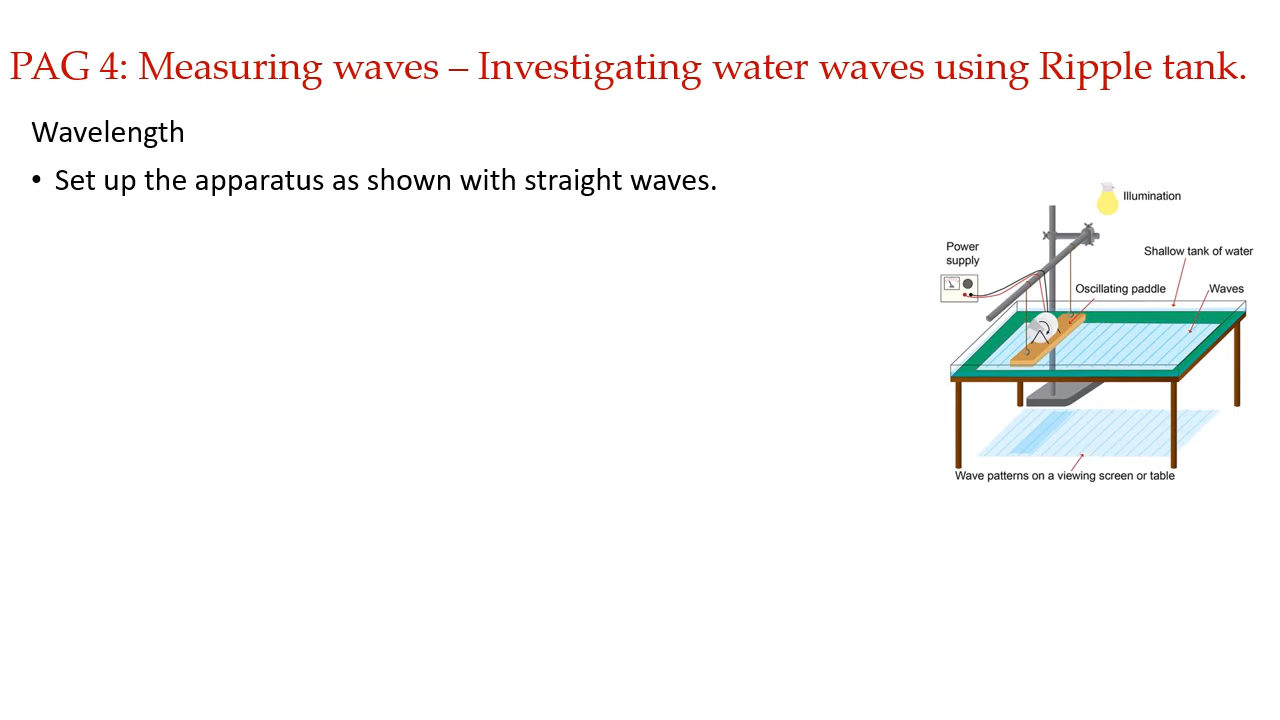 PAG 4: Measuring waves – Investigating water waves using Ripple tank.
Wavelength
• Set up the apparatus as shown with straight waves.
Illumination
Power
supply
Shallow tank of water
Oscillating paddle
Waves
Wave patterns on a viewing screen or table